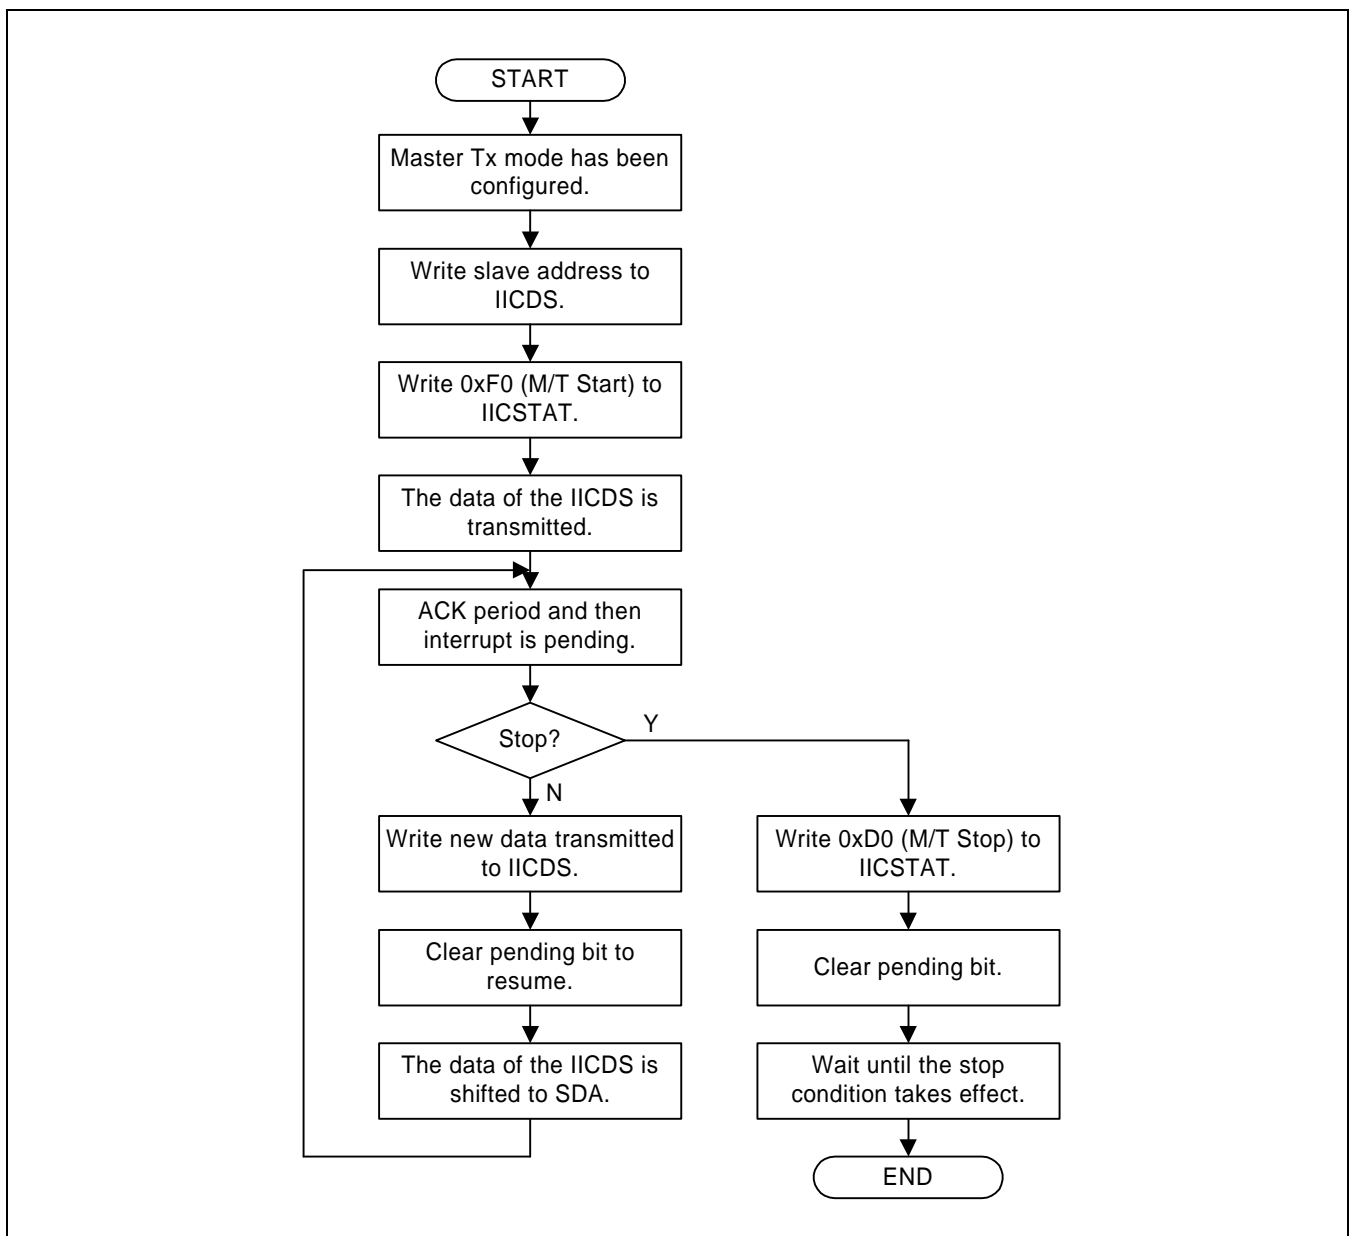 START
Master Tx mode has been
configured.
Write slave address to
IICDS.
Write 0xF0 (M/T Start) to
IICSTAT.
The data of the IICDS is
transmitted.
ACK period and then
interrupt is pending.
Stop?
Y
N
Write new data transmitted
to IICDS.
Clear pending bit to
resume.
The data of the IICDS is
shifted to SDA.
Write 0xD0 (M/T Stop) to
IICSTAT.
Clear pending bit.
Wait until the stop
condition takes effect.
END